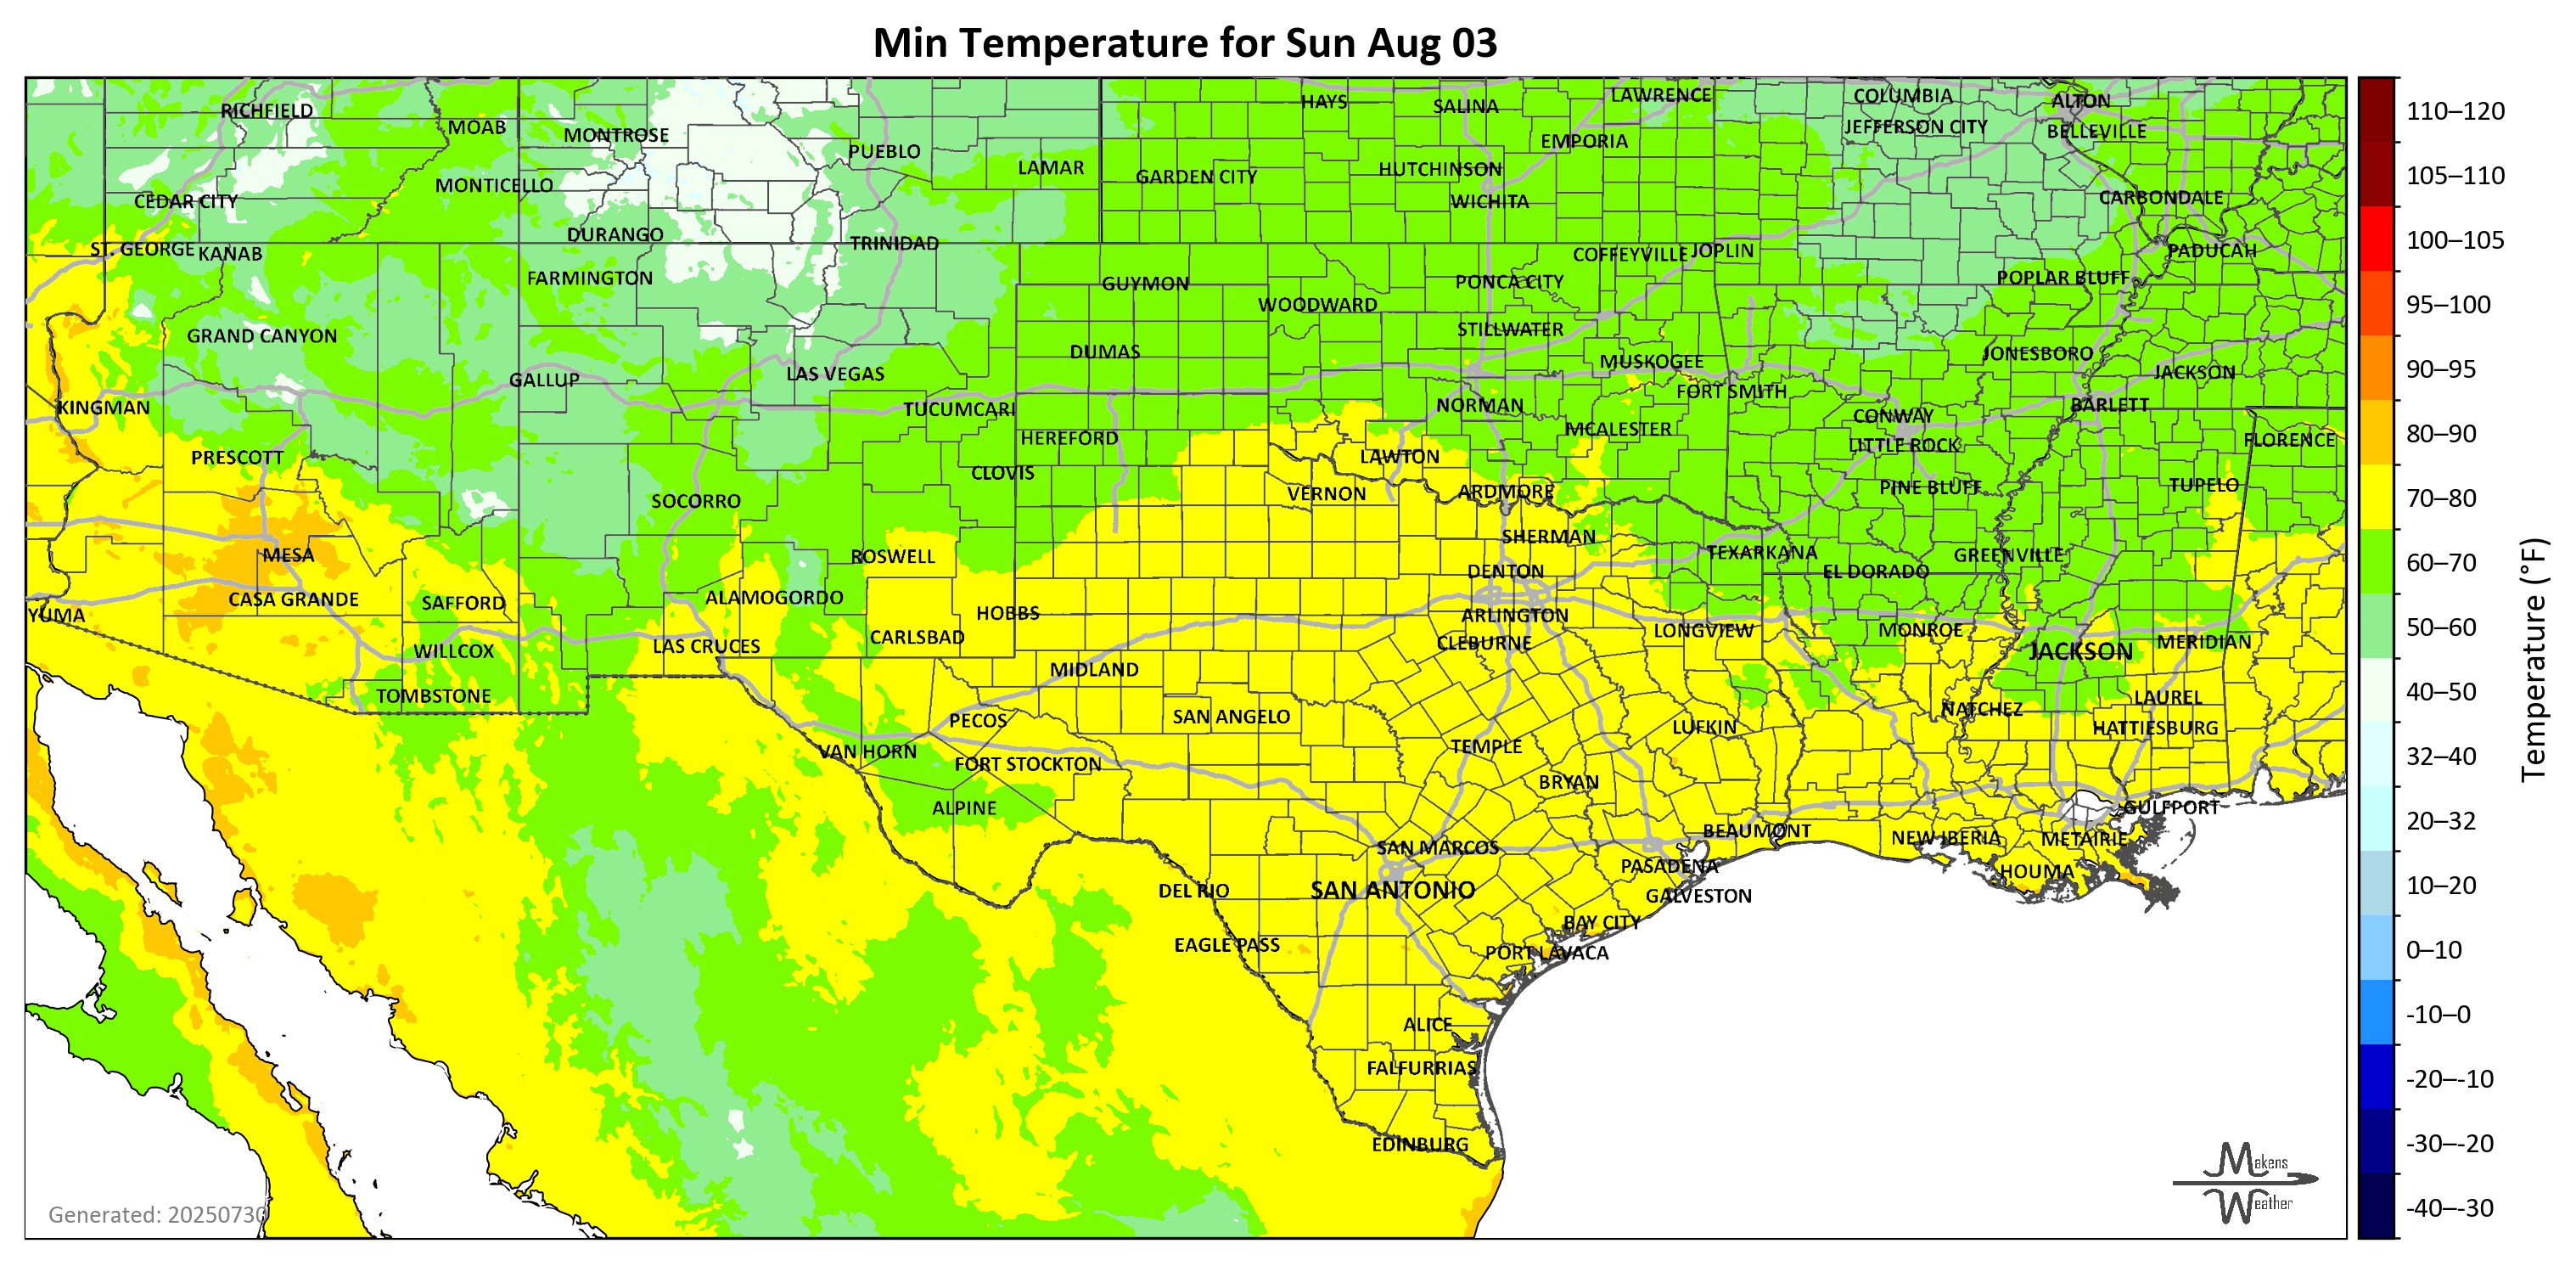 Min Temperature for Sun Aug 03
RICHFIELD
MOAB
MONTROSE
PUEBLO
LAMAR
HAYS
SALINA
LAWRENCE
EMPORIA
COLUMBIA
JEFFERSON CITY
ALTON
BELLEVILLE
CEDAR CITY
MONTICELLO
GARDEN CITY
HUTCHINSON
WICHITA
CARBONDALE
ST. GEORGE
KANAB
DURANGO
TRINIDAD
COFFEYVILLE
JOPLIN
PADUCAH
FARMINGTON
GUYMON
WOODWARD
PONCA CITY
POPLAR BLUFF
GRAND CANYON
DUMAS
STILLWATER
MUSKOGEE
JONESBORO
JACKSON
GALLUP
LAS VEGAS
FORT SMITH
KINGMAN
TUCUMCARI
NORMAN
CONWAY
BARLETT
HEREFORD
MCALESTER
LITTLE ROCK
FLORENCE
PRESCOTT
CLOVIS
LAWTON
SOCORRO
VERNON
ARDMORE
PINE BLUFF
TUPELO
MESA
ROSWELL
SHERMAN
TEXARKANA
GREENVILLE
DENTON
EL DORADO
YUMA
CASA GRANDE
SAFFORD
ALAMOGORDO
HOBBS
ARLINGTON
WILLCOX
LAS CRUCES
CARLSBAD
CLEBURNE
LONGVIEW
MONROE
JACKSON
MERIDIAN
TOMBSTONE
MIDLAND
LAUREL
PECOS
SAN ANGELO
LUFKIN
NATCHEZ
HATTIESBURG
VAN HORN
FORT STOCKTON
TEMPLE
BRYAN
ALPINE
GULFPORT
SAN MARCOS
BEAUMONT
NEW IBERIA
METAIRIE
DEL RIO
SAN ANTONIO
PASADENA
GALVESTON
HOUMA
EAGLE PASS
BAY CITY
PORT LAVACA
ALICE
FALFURRIAS
EDINBURG
Generated: 20250730
Makens
Weather
110–120
105–110
100–105
95–100
90–95
80–90
70–80
60–70
50–60
40–50
32–40
20–32
10–20
0–10
-10–0
-20–-10
-30–-20
-40–-30
Temperature (°F)